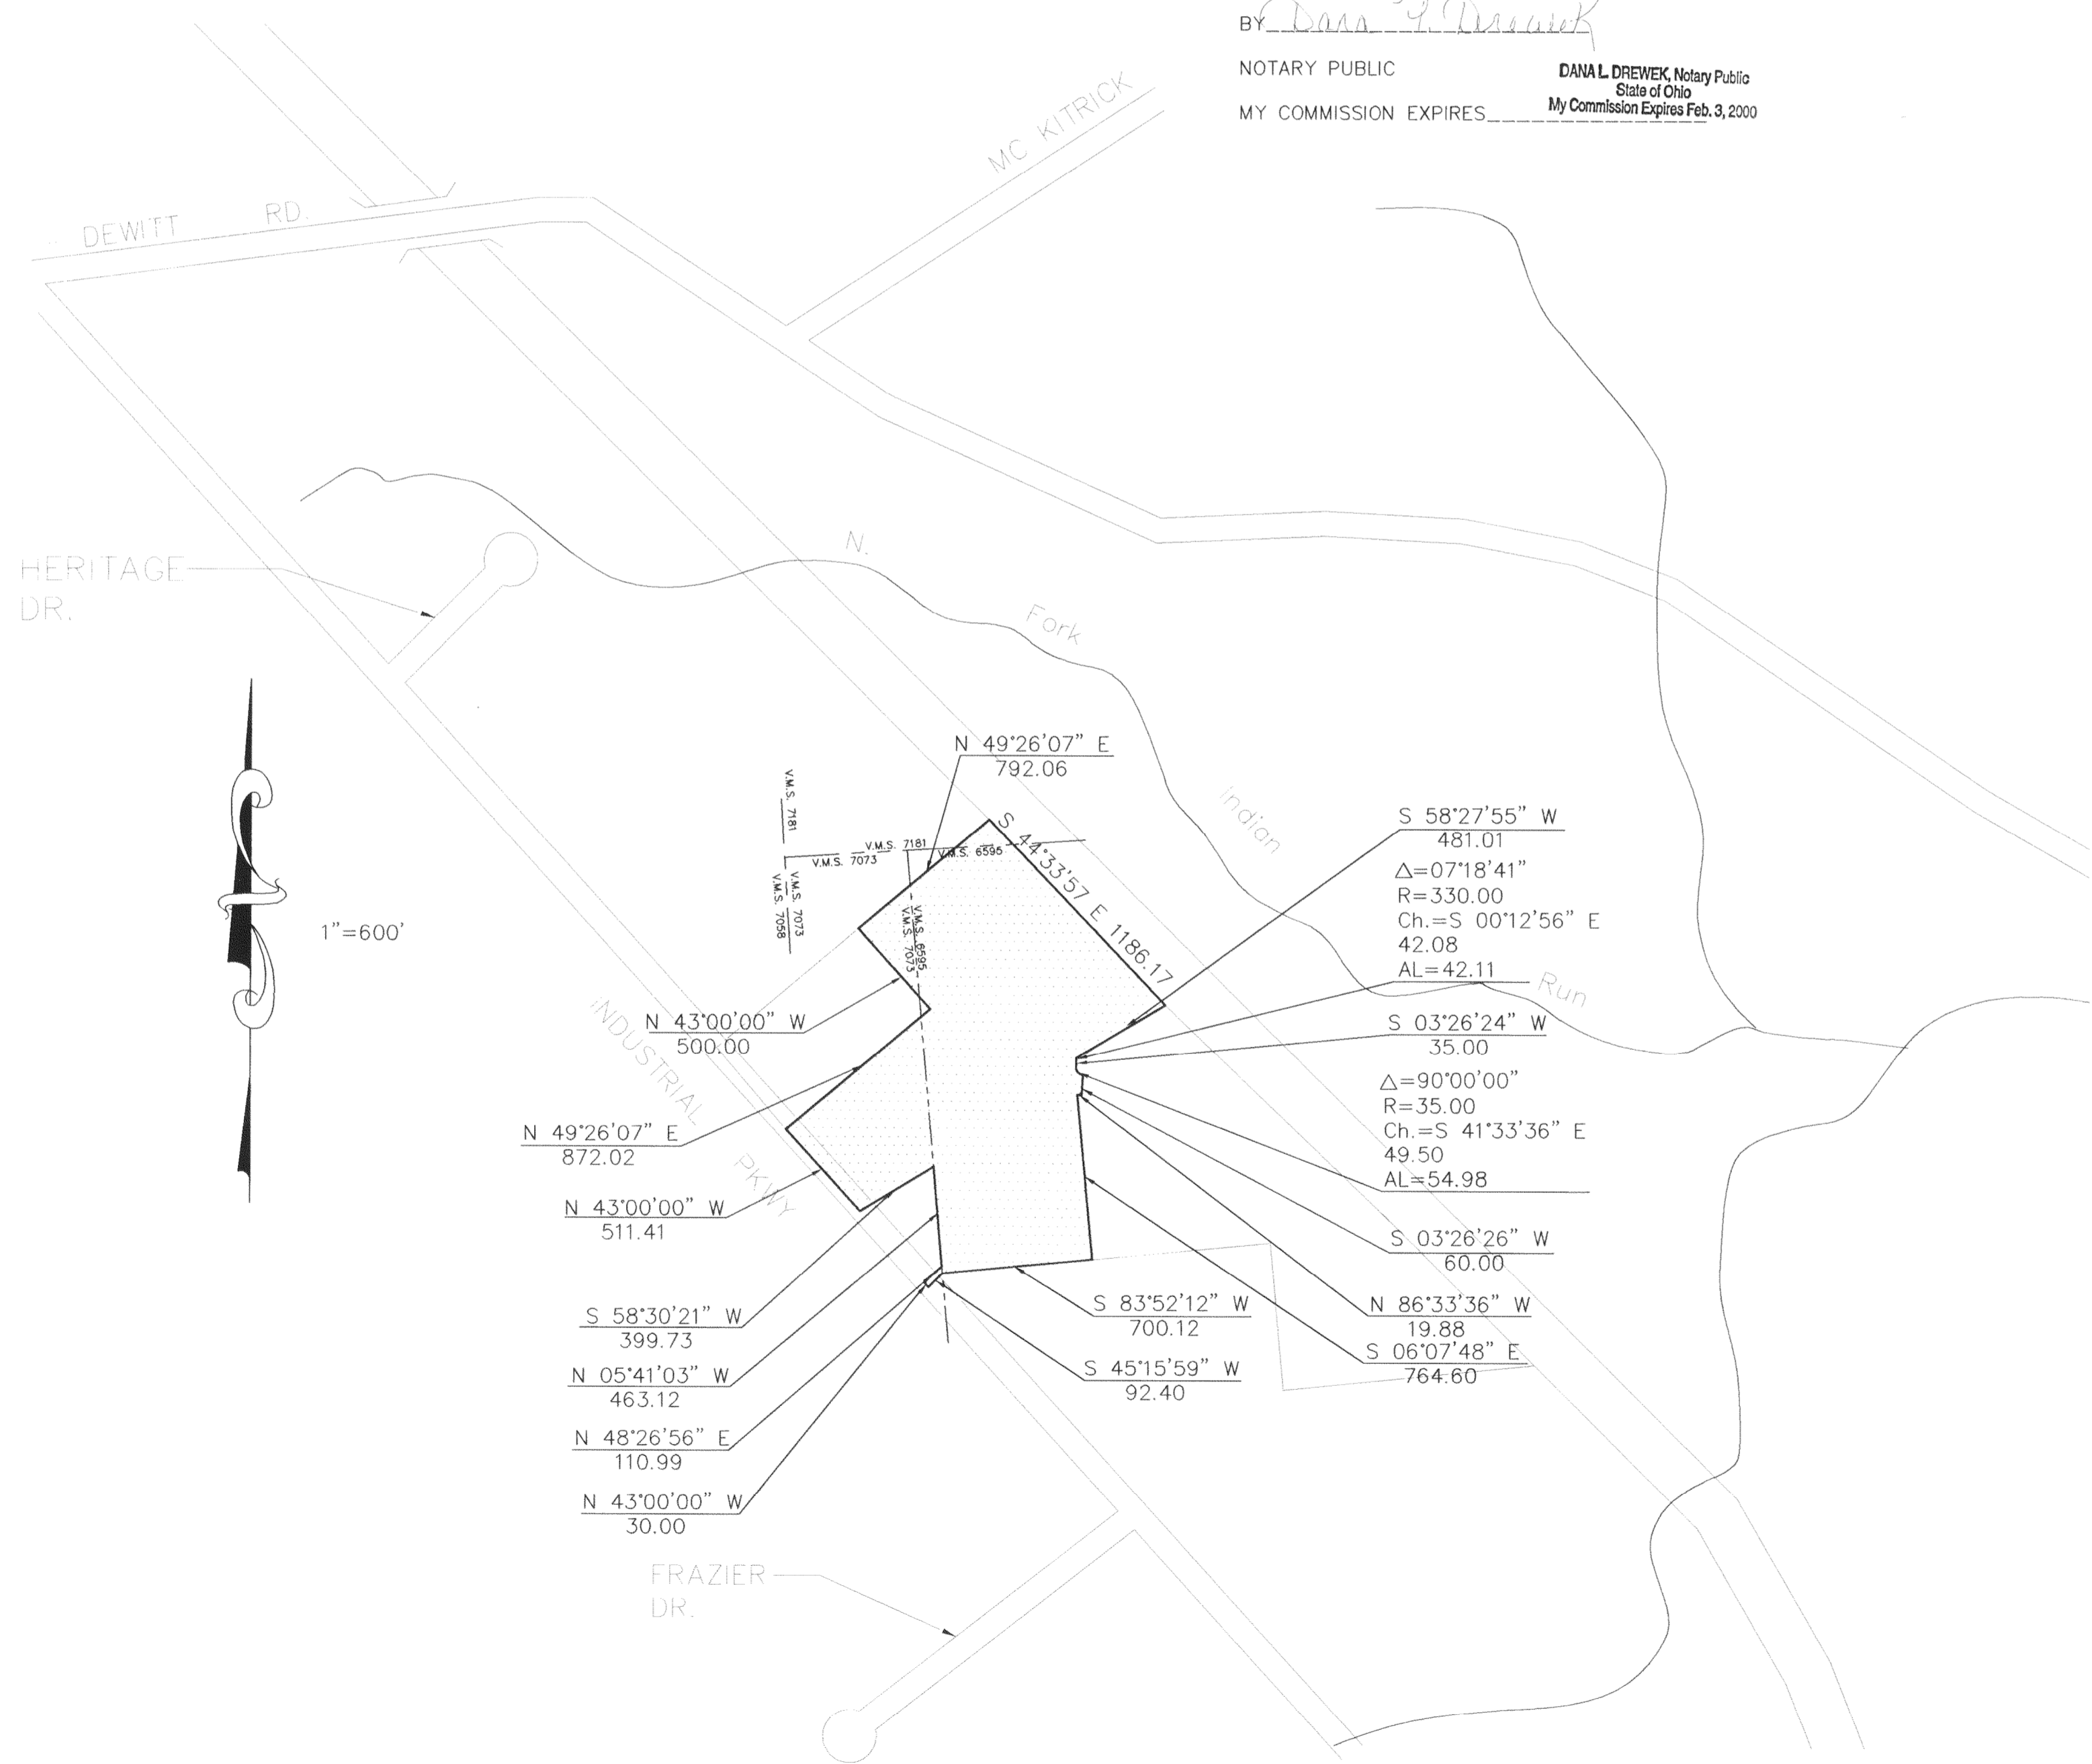 BY Dana L. Drewek
NOTARY PUBLIC
DANA L. DREWEK, Notary Public
State of Ohio
MY COMMISSION EXPIRES
My Commission Expires Feb. 3, 2000
MC KITRICK
DEWITT RD.
HERITAGE
DR.
N.
Fork
Indian
Run
1"=600'
N 49°26'07" E
792.06
V.M.S. 7181
V.M.S. 7181
V.M.S. 7073
V.M.S. 6595
V.M.S. 7073
V.M.S. 7058
V.M.S. 6595
V.M.S. 7073
S 44°33'57 E 1186.17
S 58°27'55" W
481.01
△=07°18'41"
R=330.00
Ch.=S 00°12'56" E
42.08
AL=42.11
S 03°26'24" W
35.00
△=90°00'00"
R=35.00
Ch.=S 41°33'36" E
49.50
AL=54.98
S 03°26'26" W
60.00
N 86°33'36" W
19.88
S 06°07'48" E
764.60
N 43°00'00" W
500.00
INDUSTRIAL PKWY
N 49°26'07" E
872.02
N 43°00'00" W
511.41
S 58°30'21" W
399.73
N 05°41'03" W
463.12
N 48°26'56" E
110.99
N 43°00'00" W
30.00
S 83°52'12" W
700.12
S 45°15'59" W
92.40
FRAZIER
DR.